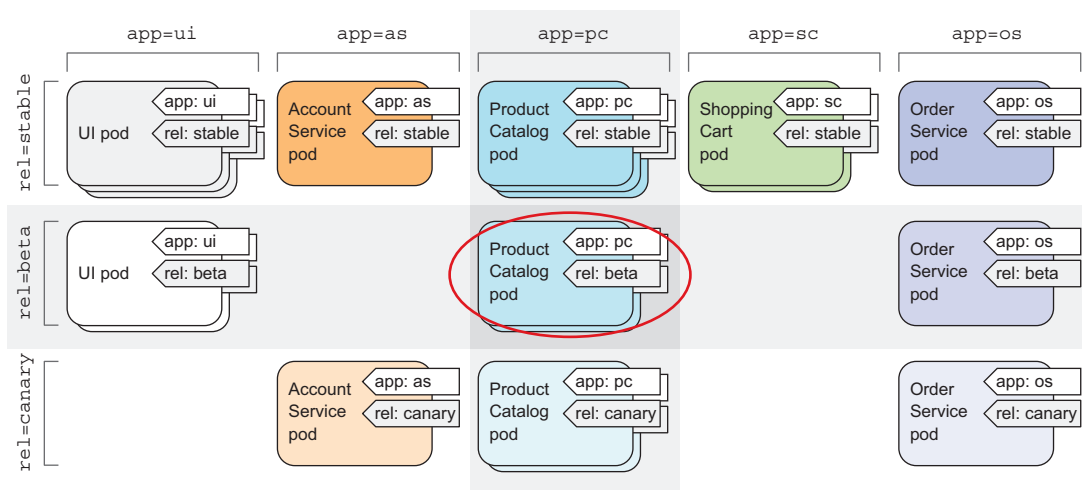 app=ui
app=as
app=pc
app=sc
app=os
rel=stable
UI pod
app: ui
rel: stable
Account
Service
pod
app: as
rel: stable
Product
Catalog
pod
app: pc
rel: stable
Shopping
Cart
pod
app: sc
rel: stable
Order
Service
pod
app: os
rel: stable
rel=beta
UI pod
app: ui
rel: beta
Product
Catalog
pod
app: pc
rel: beta
Order
Service
pod
app: os
rel: beta
rel=canary
Account
Service
pod
app: as
rel: canary
Product
Catalog
pod
app: pc
rel: canary
Order
Service
pod
app: os
rel: canary